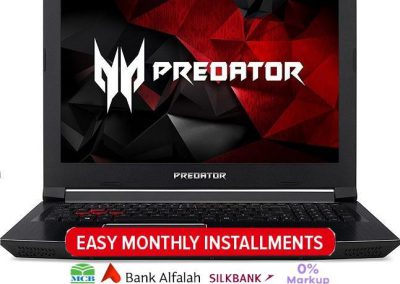 PREDATOR
PREDATOR
EASY MONTHLY INSTALLMENTS
MCB Bank Alfalah SILKBANK 0%
Markup